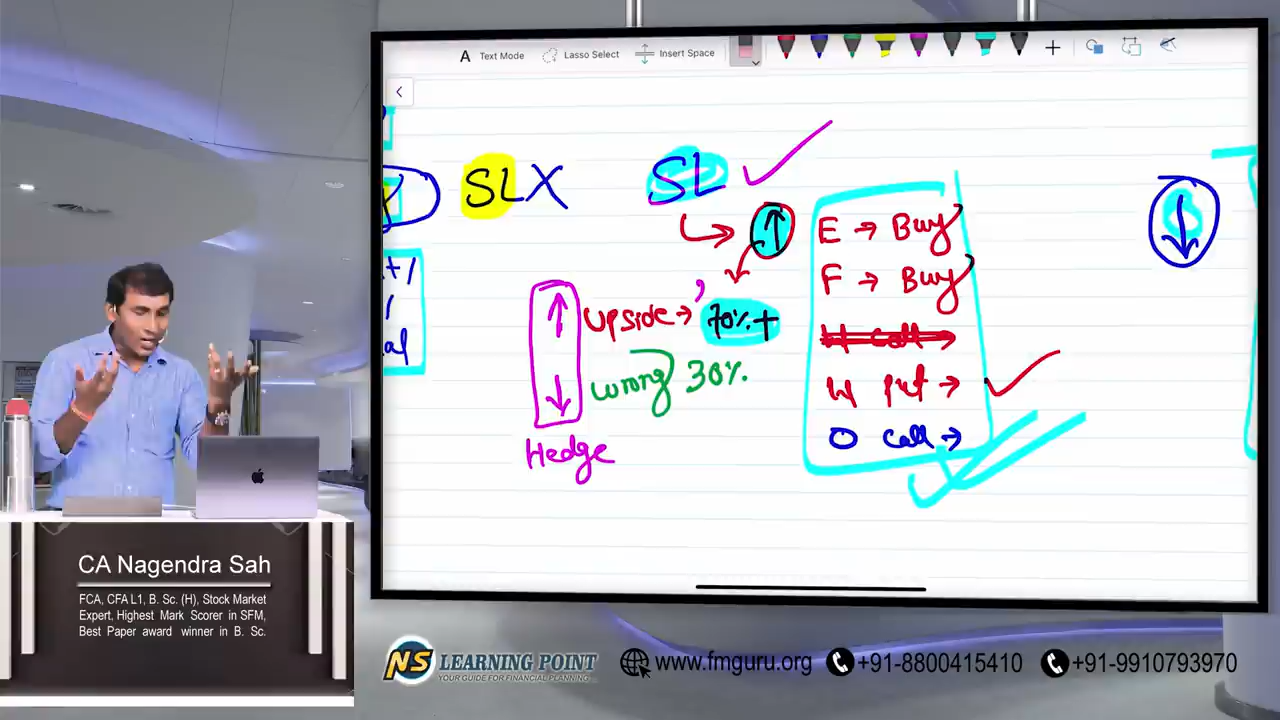 Text Mode
Lasso Select
Insert Space
SLX
SL
E → Buy
F → Buy
upside → 70% +
wrong 30%
W Call →
W Put →
O Call →
Hedge
CA Nagendra Sah
FCA, CFA L1, B. Sc. (H), Stock Market
Expert, Highest Mark Scorer in SFM,
Best Paper award winner in B. Sc.
NS LEARNING POINT
YOUR GUIDE FOR FINANCIAL PLANNING
www.fmguru.org
+91-8800415410
+91-9910793970